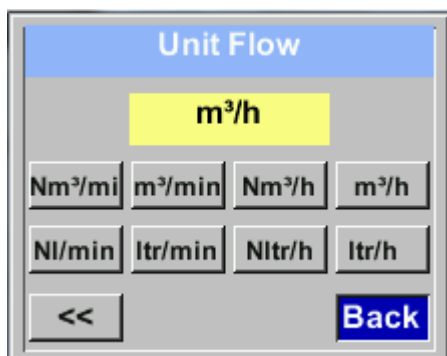 Unit Flow
m³/h
Nm³/mi m³/min Nm³/h m³/h
Nl/min ltr/min Nltr/h ltr/h
<< Back